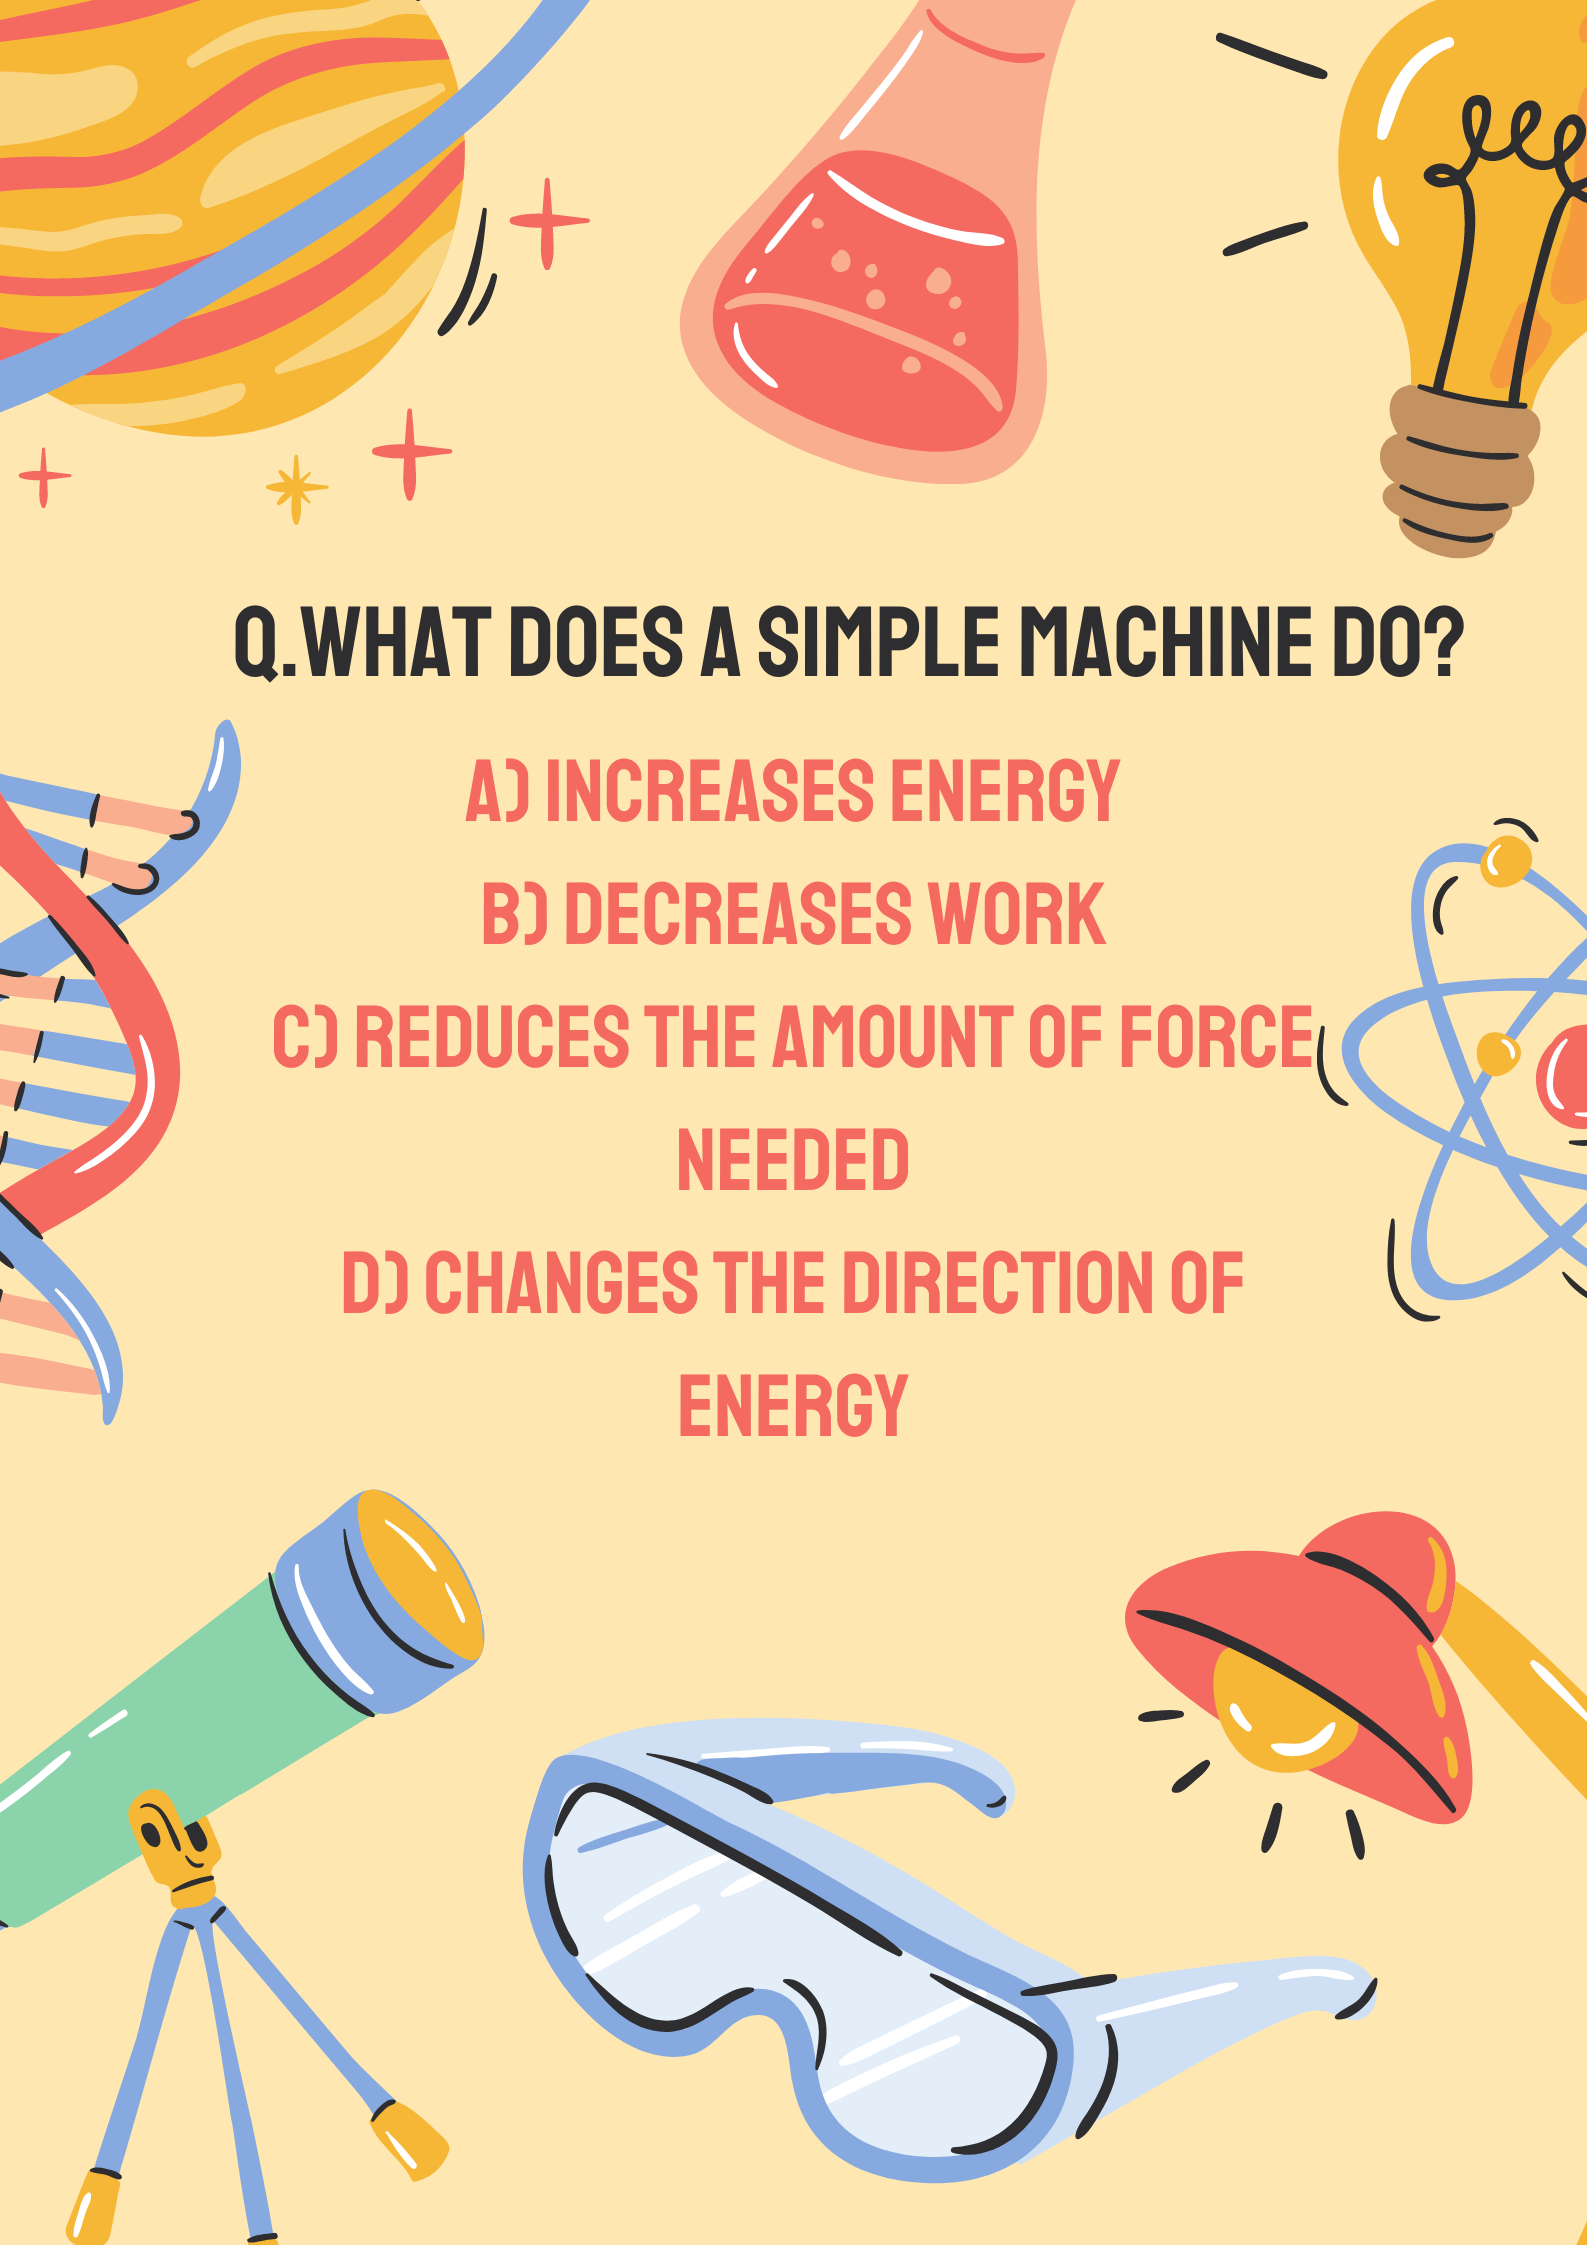 Q.WHAT DOES A SIMPLE MACHINE DO?
A) INCREASES ENERGY
B) DECREASES WORK
C) REDUCES THE AMOUNT OF FORCE
NEEDED
D) CHANGES THE DIRECTION OF
ENERGY